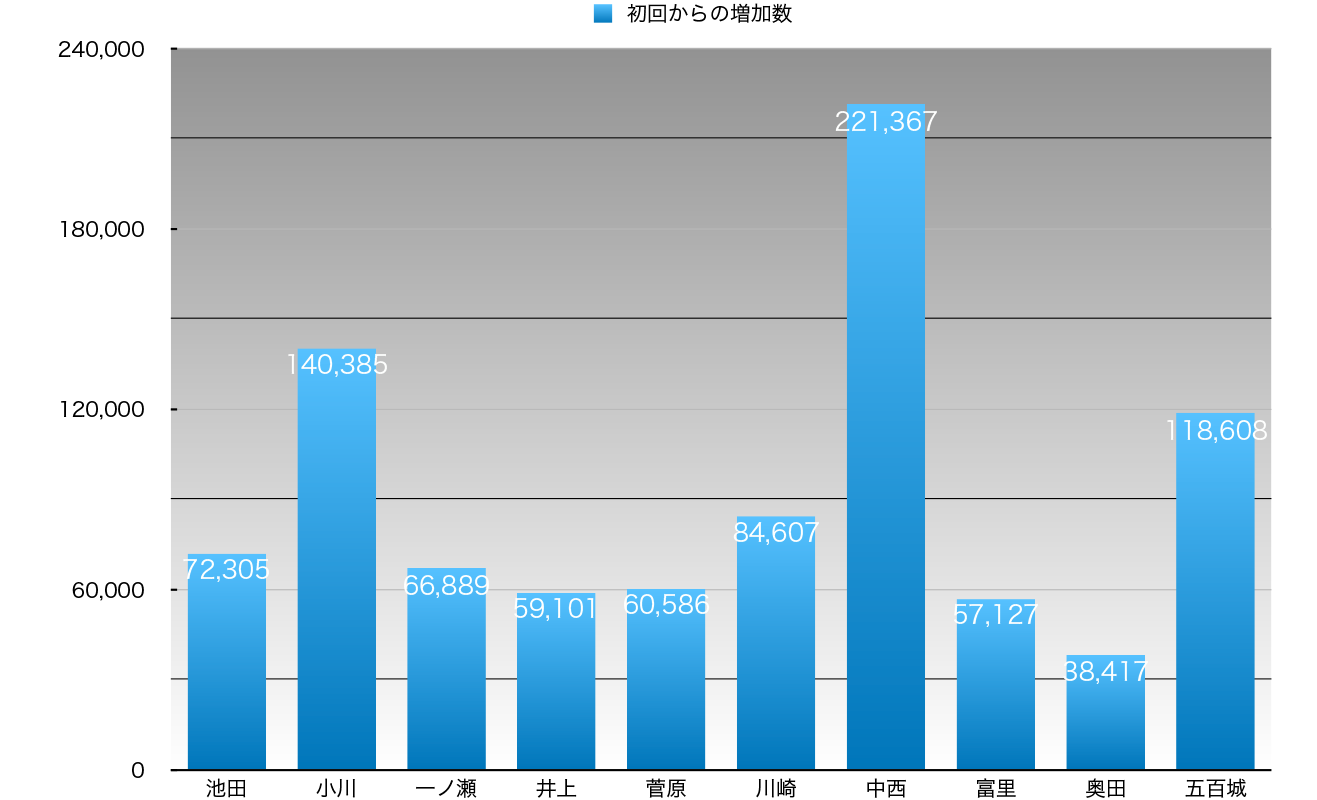 初回からの増加数
240,000
180,000
120,000
60,000
0
72,305
140,385
66,889
59,101
60,586
84,607
221,367
57,127
38,417
118,608
池田
小川
一ノ瀬
井上
菅原
川崎
中西
富里
奥田
五百城